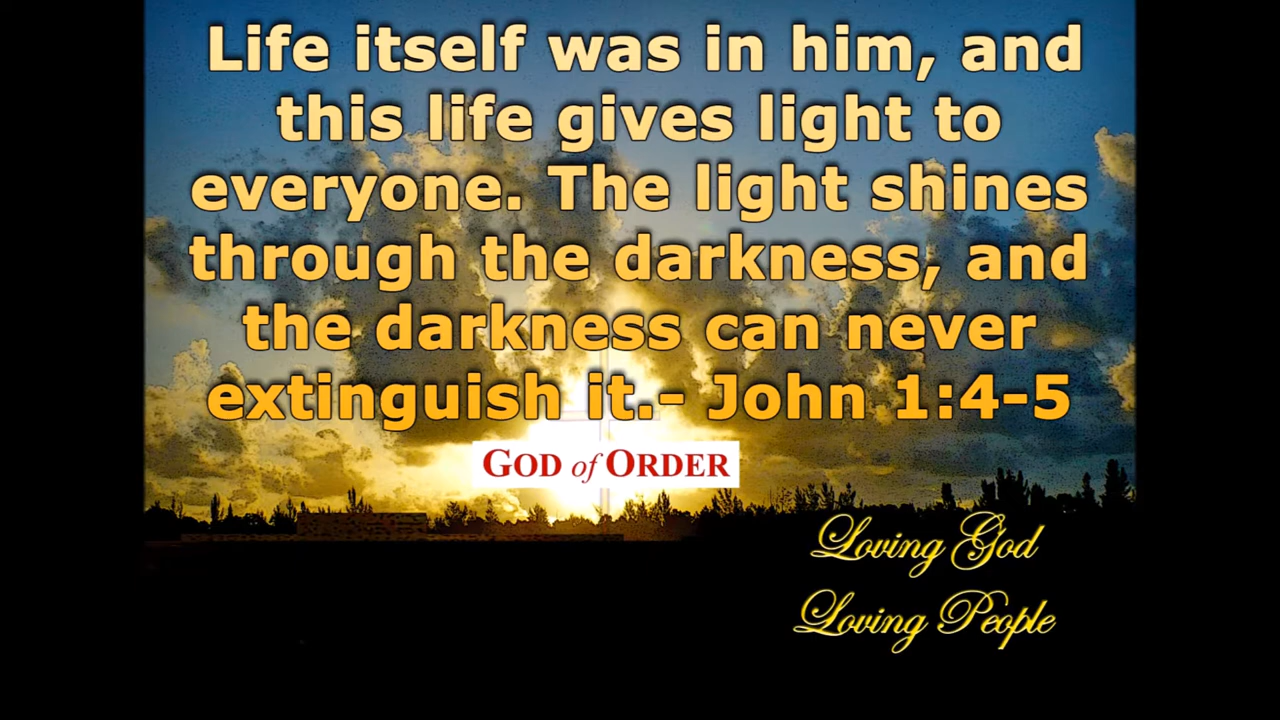 Life itself was in him, and
this life gives light to
everyone. The light shines
through the darkness, and
the darkness can never
extinguish it.- John 1:4-5
GOD of ORDER
Loving God
Loving People